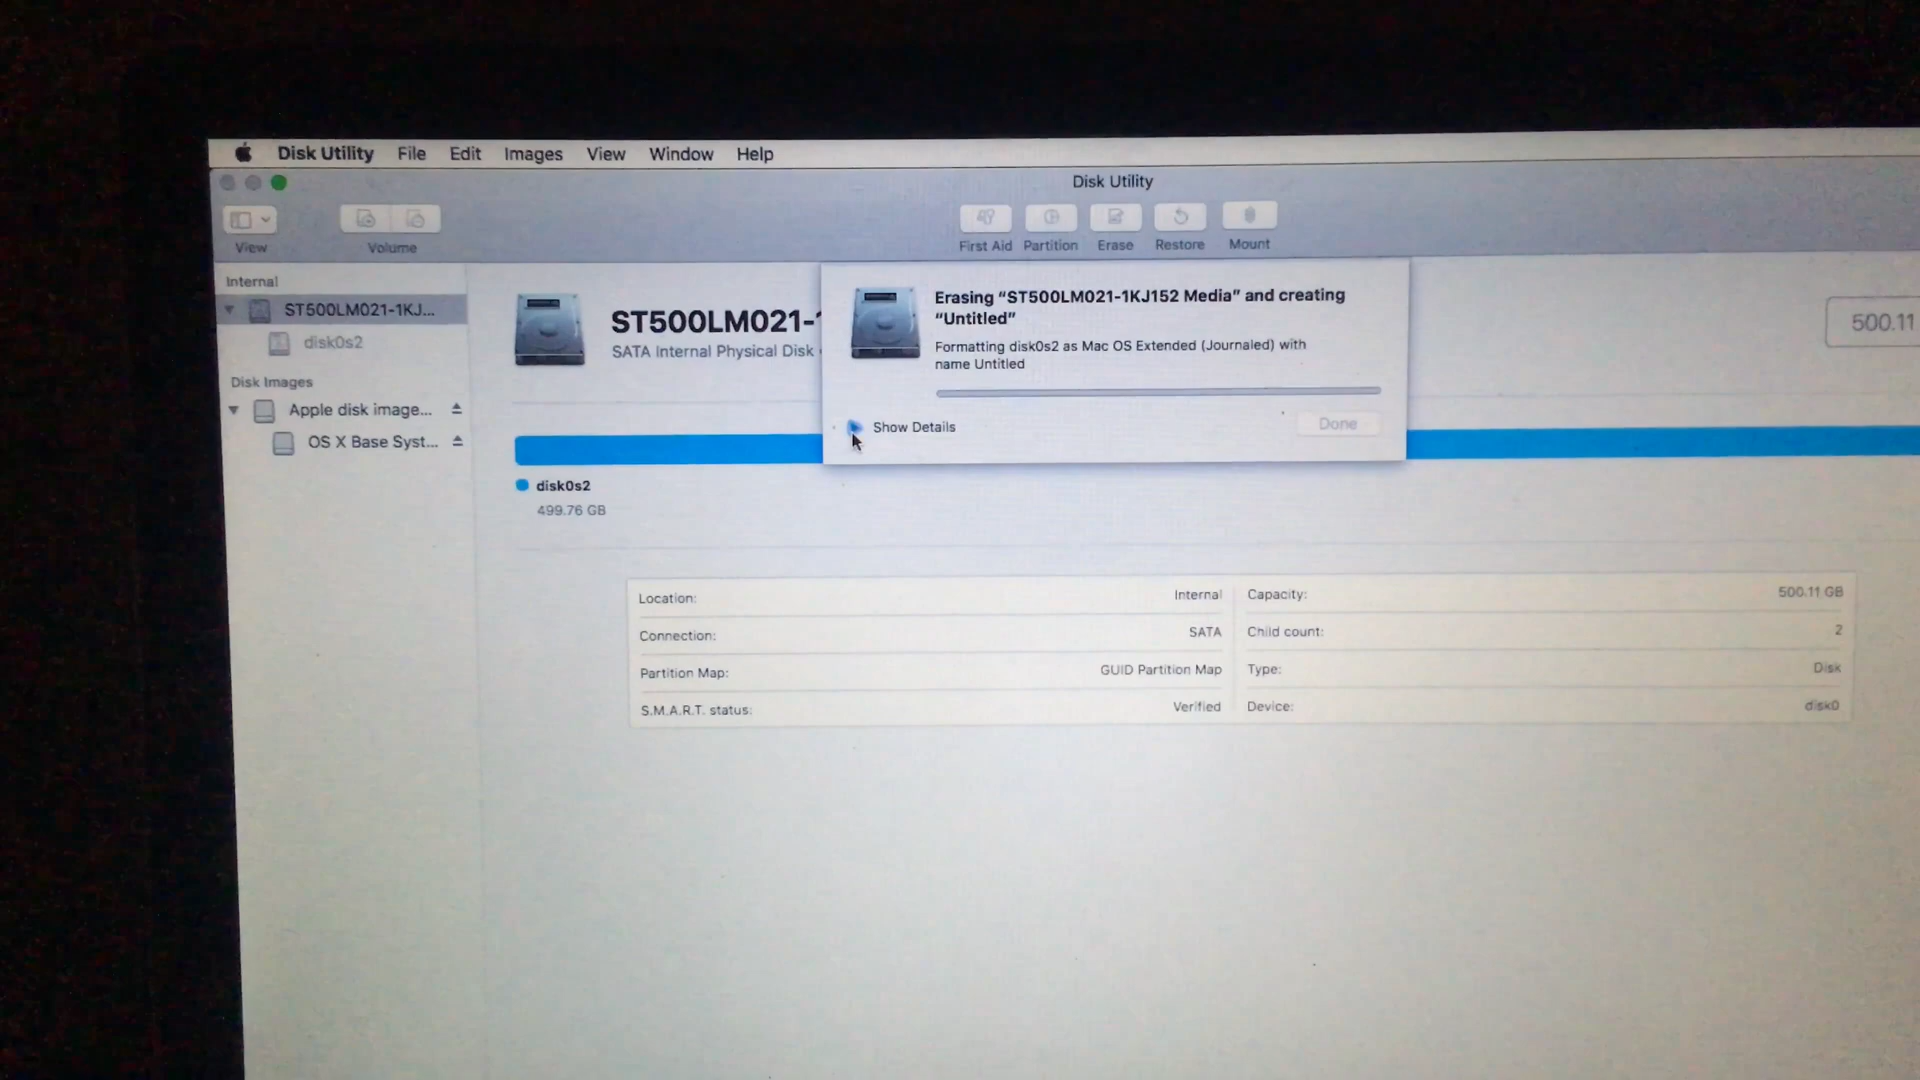 Disk Utility File Edit Images View Window Help
Disk Utility
View Volume First Aid Partition Erase Restore Mount
Internal
ST500LM021-1KJ...
disk0s2
Disk Images
Apple disk image...
OS X Base Syst...
ST500LM021-
SATA Internal Physical Disk
500.11
Erasing “ST500LM021-1KJ152 Media” and creating
“Untitled”
Formatting disk0s2 as Mac OS Extended (Journaled) with
name Untitled
Show Details
Done
disk0s2
499.76 GB
Location: Internal
Capacity: 500.11 GB
Connection: SATA
Child count: 2
Partition Map: GUID Partition Map
Type: Disk
S.M.A.R.T. status: Verified
Device: disk0